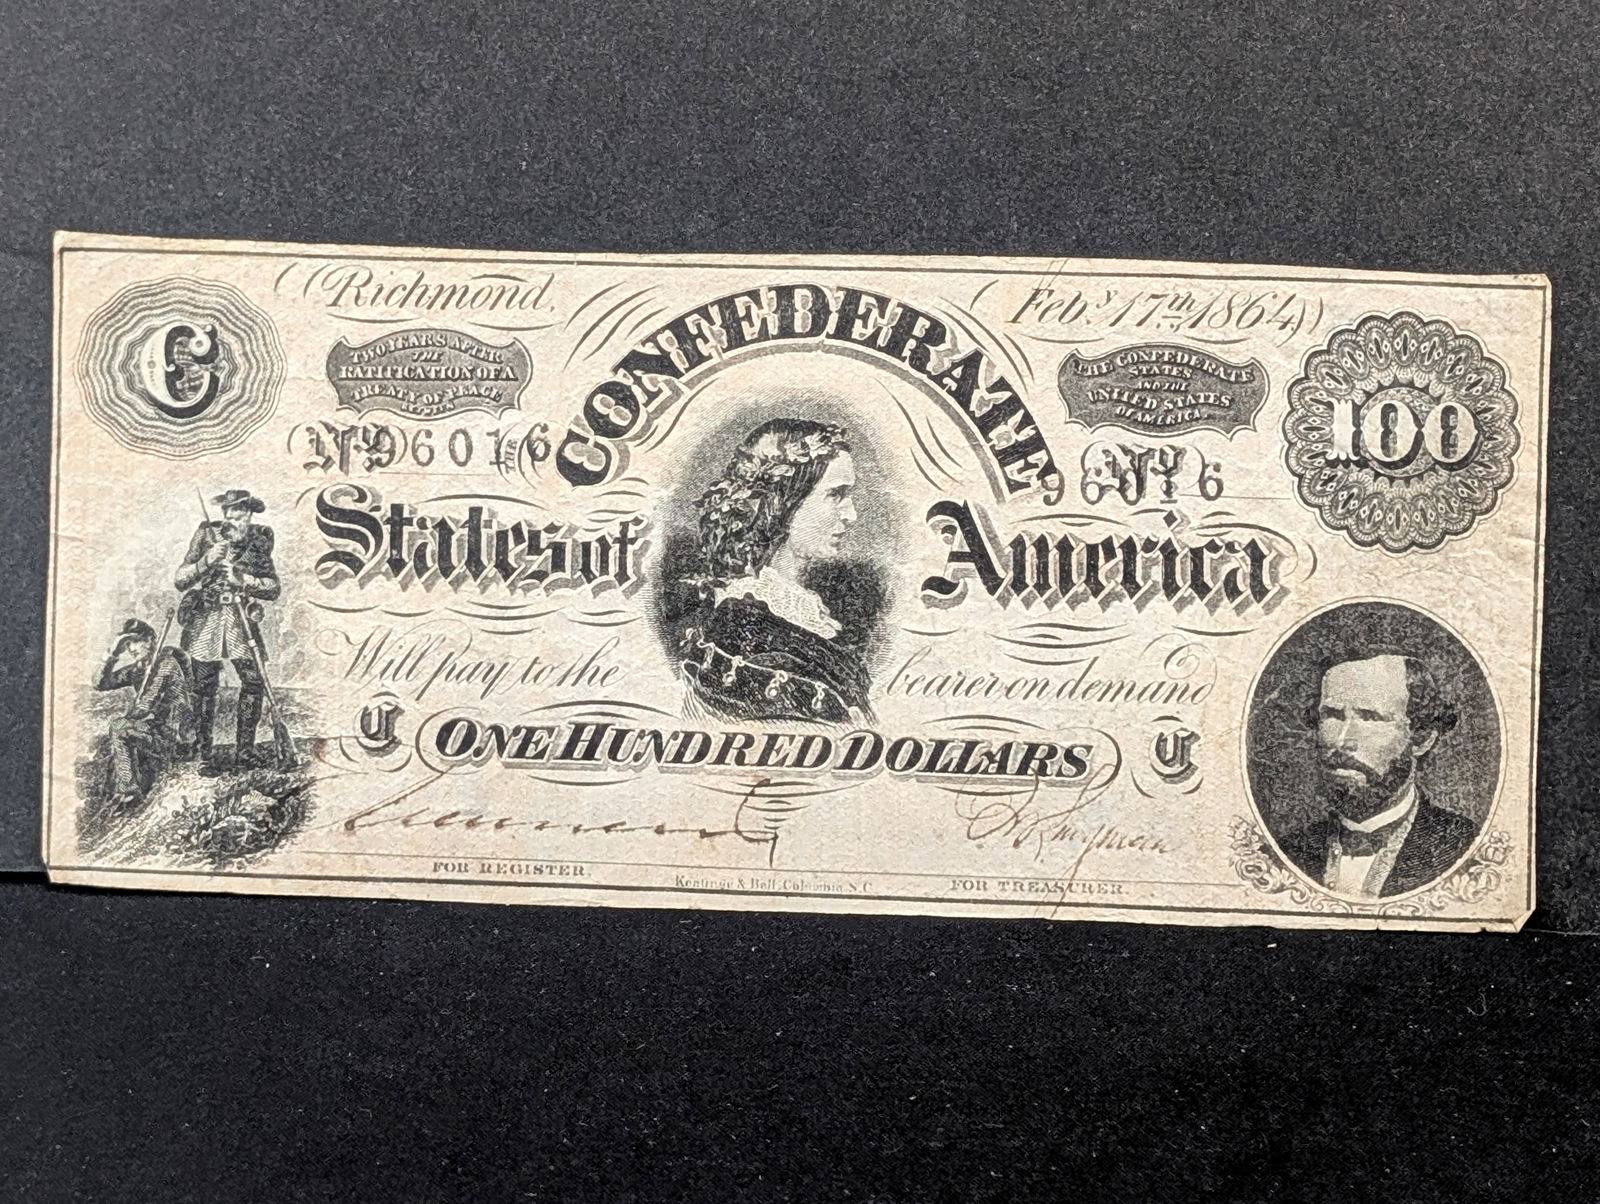 Richmond,
Feby. 17th 1864
C
TWO YEARS AFTER
THE
RATIFICATION OF A
TREATY OF PEACE
BETWEEN
THE
CONFEDERATE
THE CONFEDERATE
STATES
AND THE
UNITED STATES
OF AMERICA.
100
No 96016
No 96 6
States of America
Will pay to the bearer on demand
C ONE HUNDRED DOLLARS C
FOR REGISTER.
Keatinge & Ball, Columbia, S.C.
FOR TREASURER.